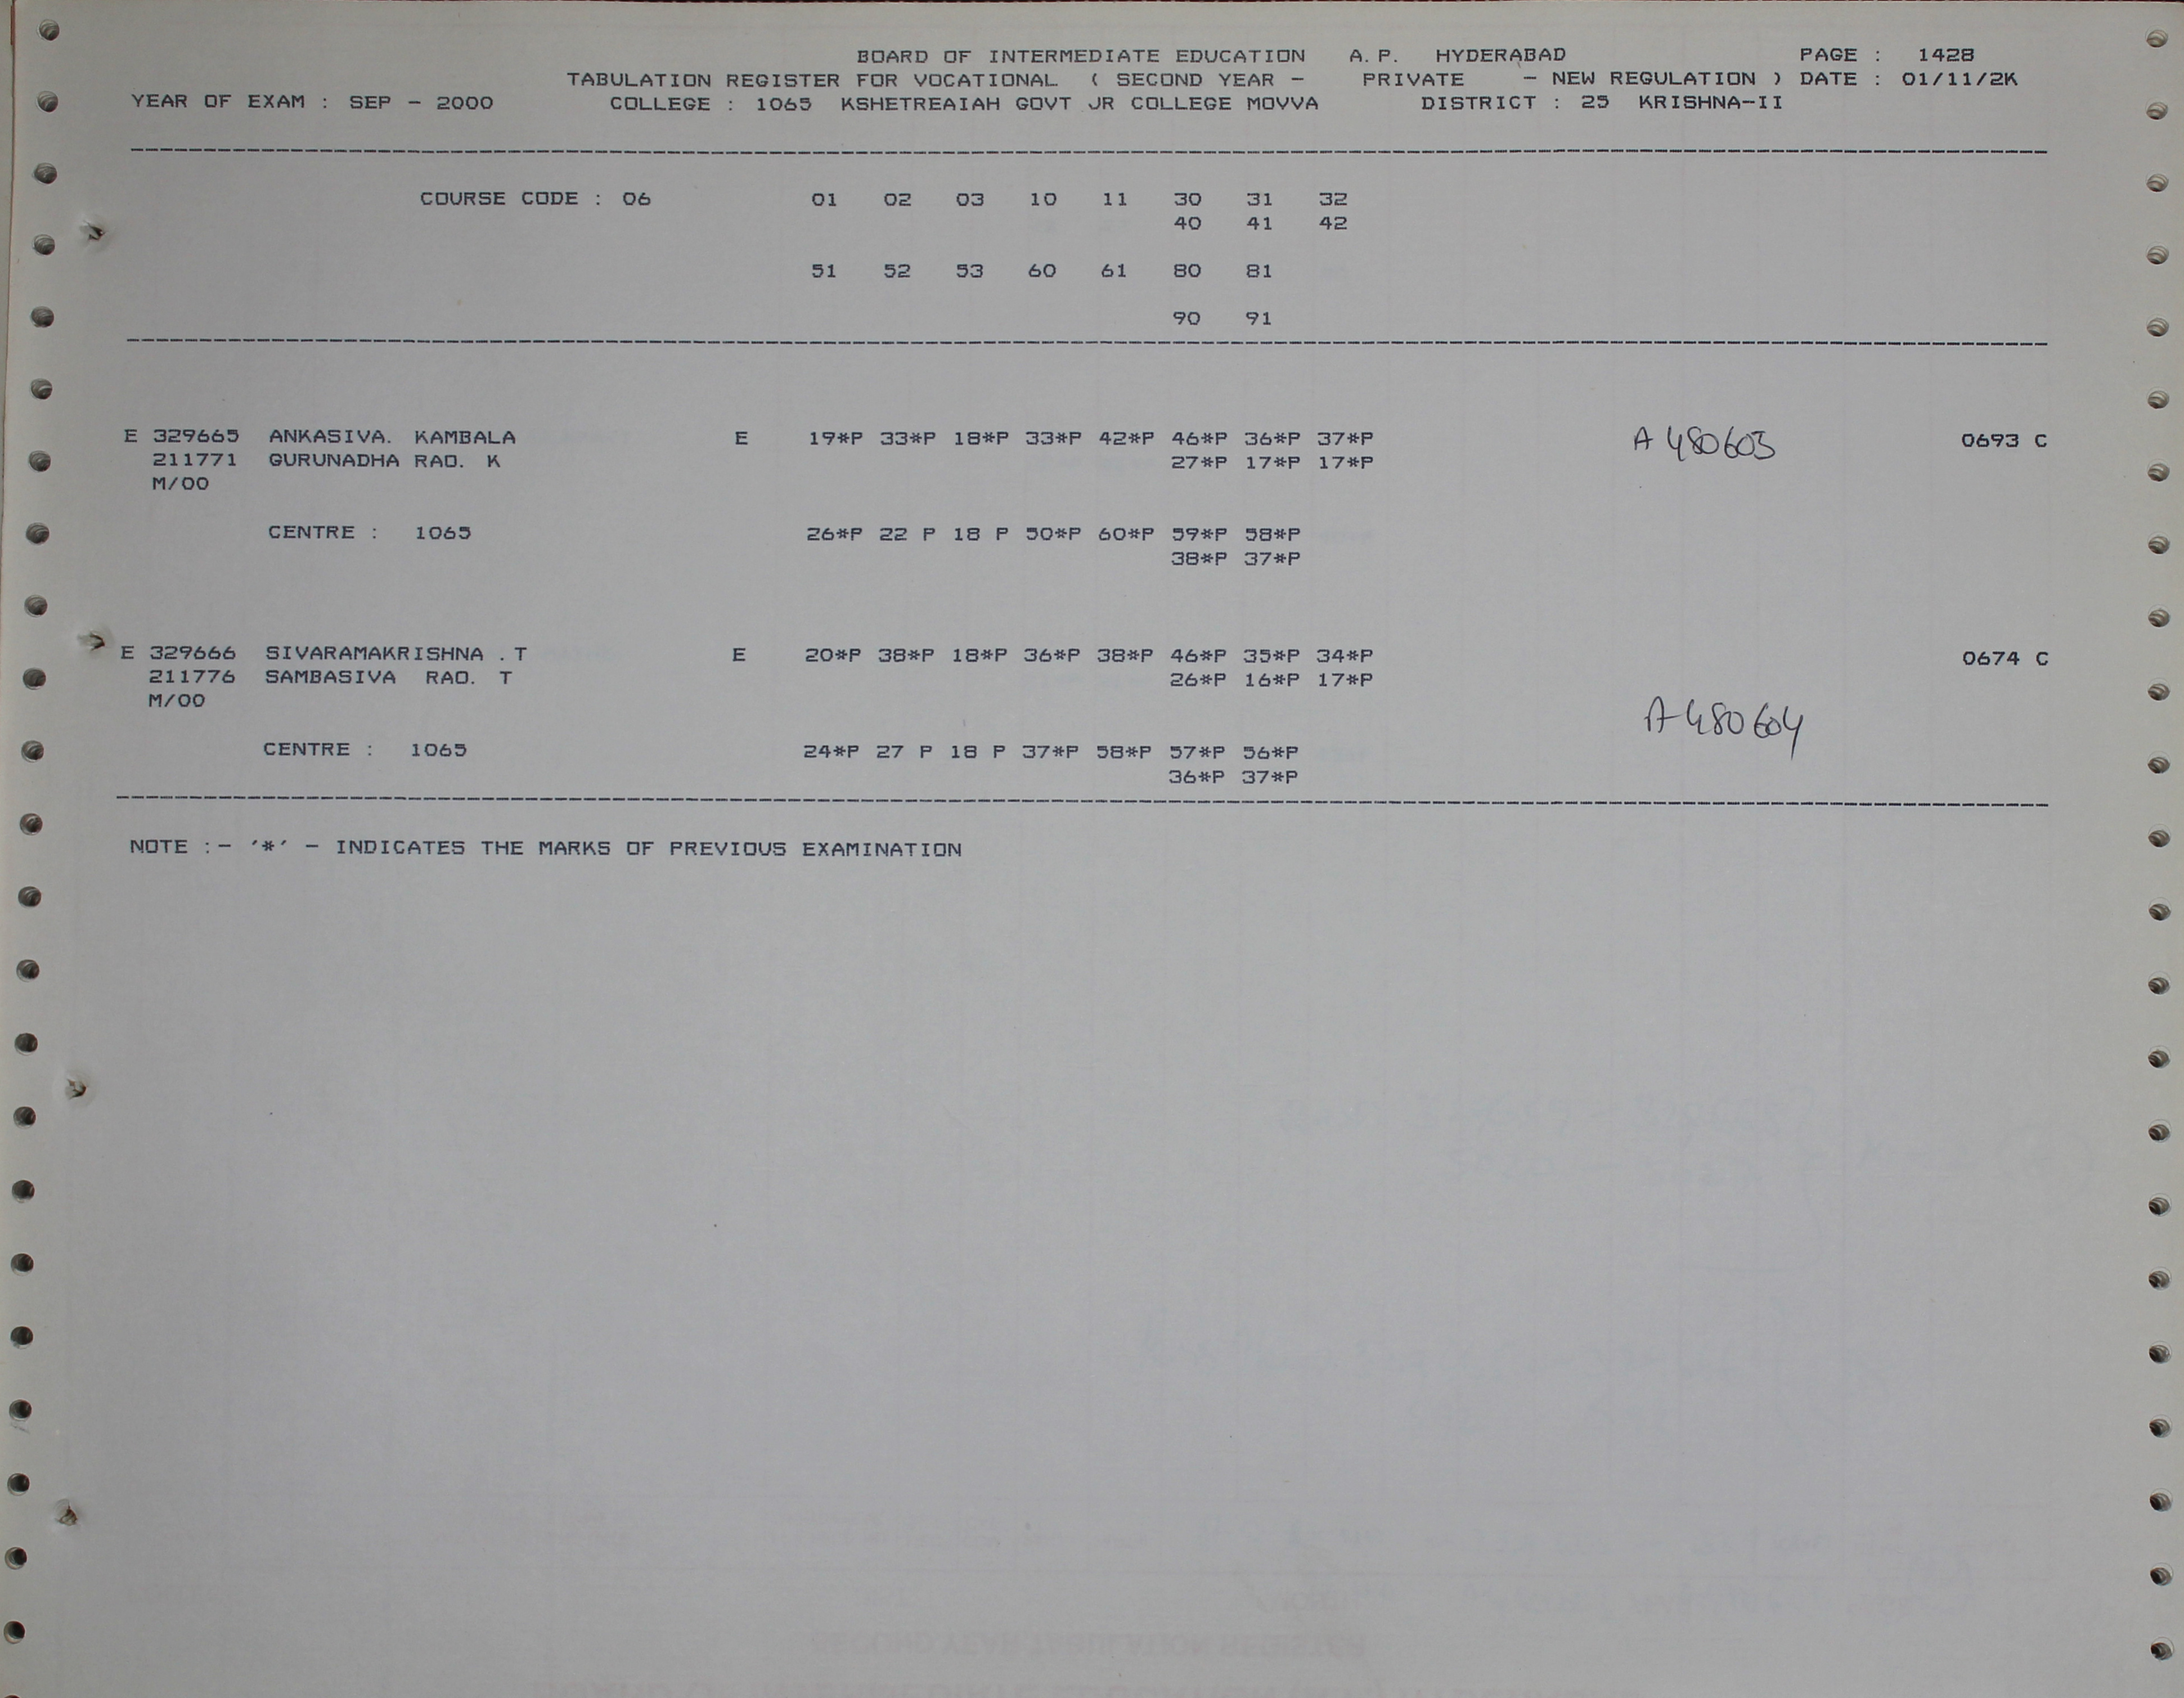 BOARD OF INTERMEDIATE EDUCATION A.P. HYDERABAD PAGE : 1428
TABULATION REGISTER FOR VOCATIONAL ( SECOND YEAR - PRIVATE - NEW REGULATION ) DATE : 01/11/2K
YEAR OF EXAM : SEP - 2000 COLLEGE : 1065 KSHETREAIAH GOVT JR COLLEGE MOVVA DISTRICT : 25 KRISHNA-II
COURSE CODE : 06 01 02 03 10 11 30 31 32
40 41 42
51 52 53 60 61 80 81
90 91
E 329665 ANKASIVA. KAMBALA E 19*P 33*P 18*P 33*P 42*P 46*P 36*P 37*P A 480603 0693 C
211771 GURUNADHA RAO. K 27*P 17*P 17*P
M/00
CENTRE : 1065 26*P 22 P 18 P 50*P 60*P 59*P 58*P
38*P 37*P
E 329666 SIVARAMAKRISHNA .T E 20*P 38*P 18*P 36*P 38*P 46*P 35*P 34*P 0674 C
211776 SAMBASIVA RAO. T 26*P 16*P 17*P
M/00
A 480604
CENTRE : 1065 24*P 27 P 18 P 37*P 58*P 57*P 56*P
36*P 37*P
NOTE :- '*' - INDICATES THE MARKS OF PREVIOUS EXAMINATION